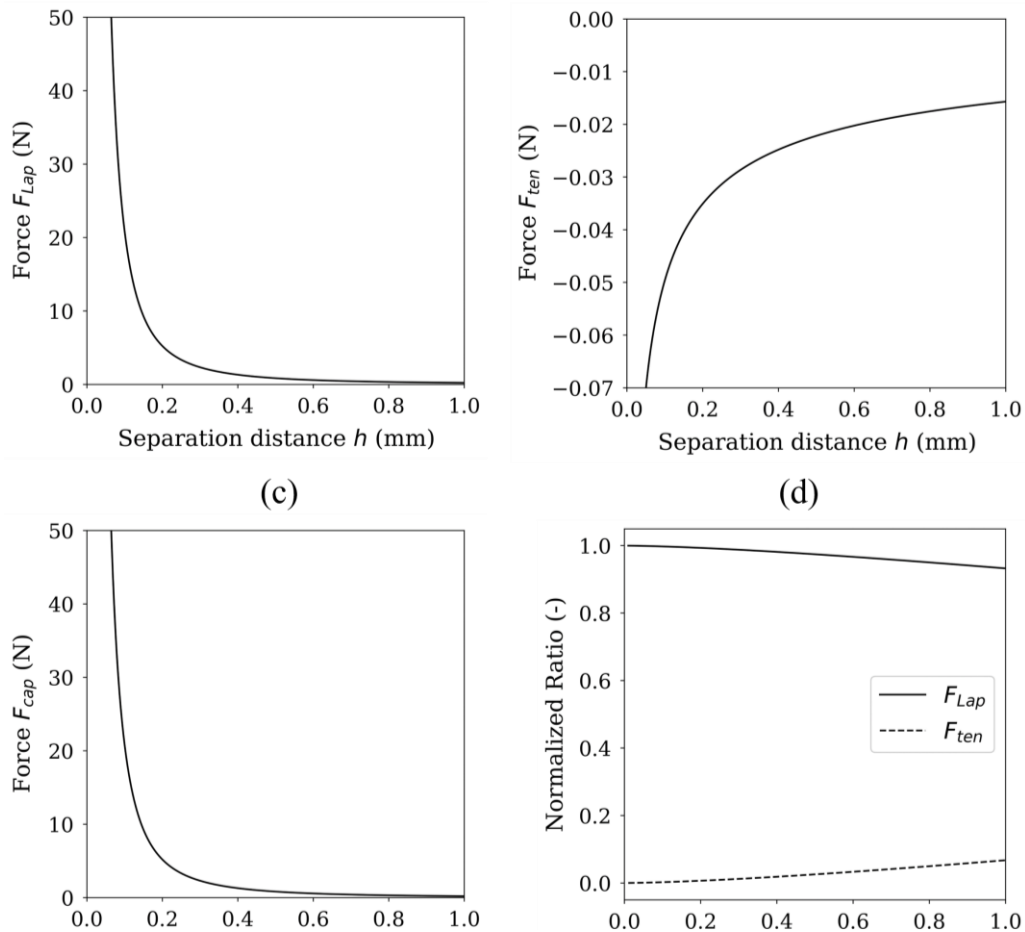 50
40
30
20
10
0
Force F_Lap (N)
0.0 0.2 0.4 0.6 0.8 1.0
Separation distance h (mm)
0.00
−0.01
−0.02
−0.03
−0.04
−0.05
−0.06
−0.07
Force F_ten (N)
0.0 0.2 0.4 0.6 0.8 1.0
Separation distance h (mm)
(c)
(d)
50
40
30
20
10
0
Force F_cap (N)
0.0 0.2 0.4 0.6 0.8 1.0
1.0
0.8
0.6
0.4
0.2
0.0
Normalized Ratio (-)
F_Lap
F_ten
0.0 0.2 0.4 0.6 0.8 1.0